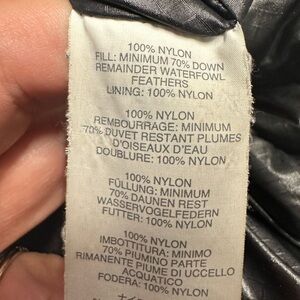 100% NYLON
FILL: MINIMUM 70% DOWN
REMAINDER WATERFOWL
FEATHERS
LINING: 100% NYLON
100% NYLON
REMBOURRAGE: MINIMUM
70% DUVET RESTANT PLUMES
D'OISEAUX D'EAU
DOUBLURE: 100% NYLON
100% NYLON
FÜLLUNG: MINIMUM
70% DAUNEN REST
WASSERVOGELFEDERN
FUTTER: 100% NYLON
100% NYLON
IMBOTTITURA: MINIMO
70% PIUMINO PARTE
RIMANENTE PIUMINO DI UCCELLO
ACQUATICO
FODERA: 100% NYLON